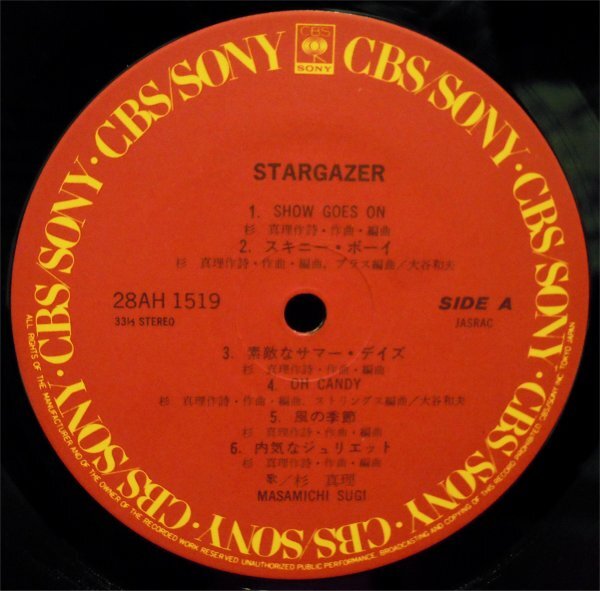 CBS/SONY · CBS/SONY · CBS/SONY · CBS/SONY · CBS/SONY · CBS/SONY · CBS/SONY · CBS/SONY
CBS
SONY
STARGAZER
1. SHOW GOES ON
杉 真理作詩・作曲・編曲
2. スキニー・ボーイ
杉 真理作詩・作曲・編曲、ブラス編曲/大谷和夫
28AH 1519
SIDE A
33⅓ STEREO
JASRAC
3. 素敵なサマー・デイズ
杉 真理作詩・作曲・編曲
4. OH CANDY
杉 真理作詩・作曲・編曲、ストリングス編曲/大谷和夫
5. 風の季節
杉 真理作詩・作曲・編曲
6. 内気なジュリエット
杉 真理作詩・作曲・編曲
歌/杉 真理
MASAMICHI SUGI
ALL RIGHTS OF THE MANUFACTURER AND OF THE OWNER OF THE RECORDED WORK RESERVED. UNAUTHORIZED PUBLIC PERFORMANCE, BROADCASTING AND COPYING OF THIS RECORD PROHIBITED. CBS/SONY INC. TOKYO JAPAN